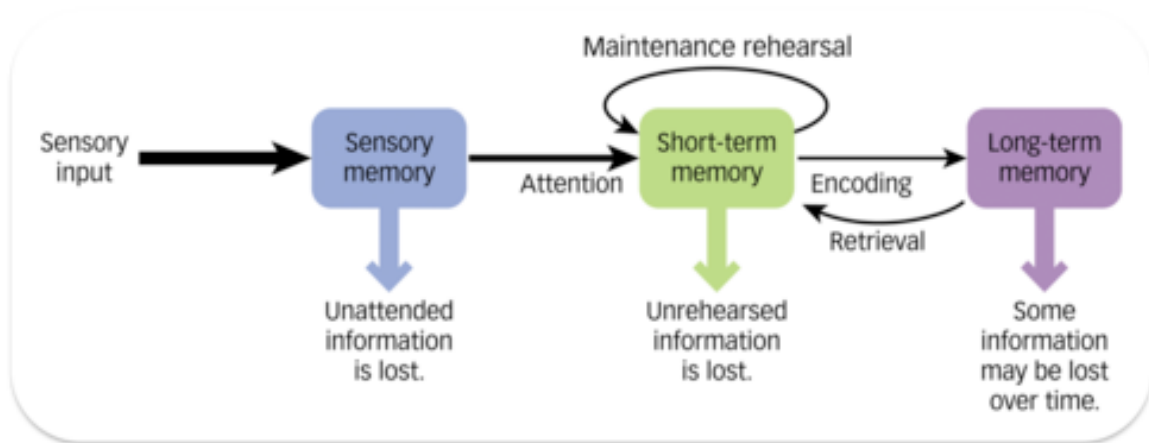 Maintenance rehearsal
Sensory
input
Sensory
memory
Attention
Short-term
memory
Encoding
Retrieval
Long-term
memory
Unattended
information
is lost.
Unrehearsed
information
is lost.
Some
information
may be lost
over time.